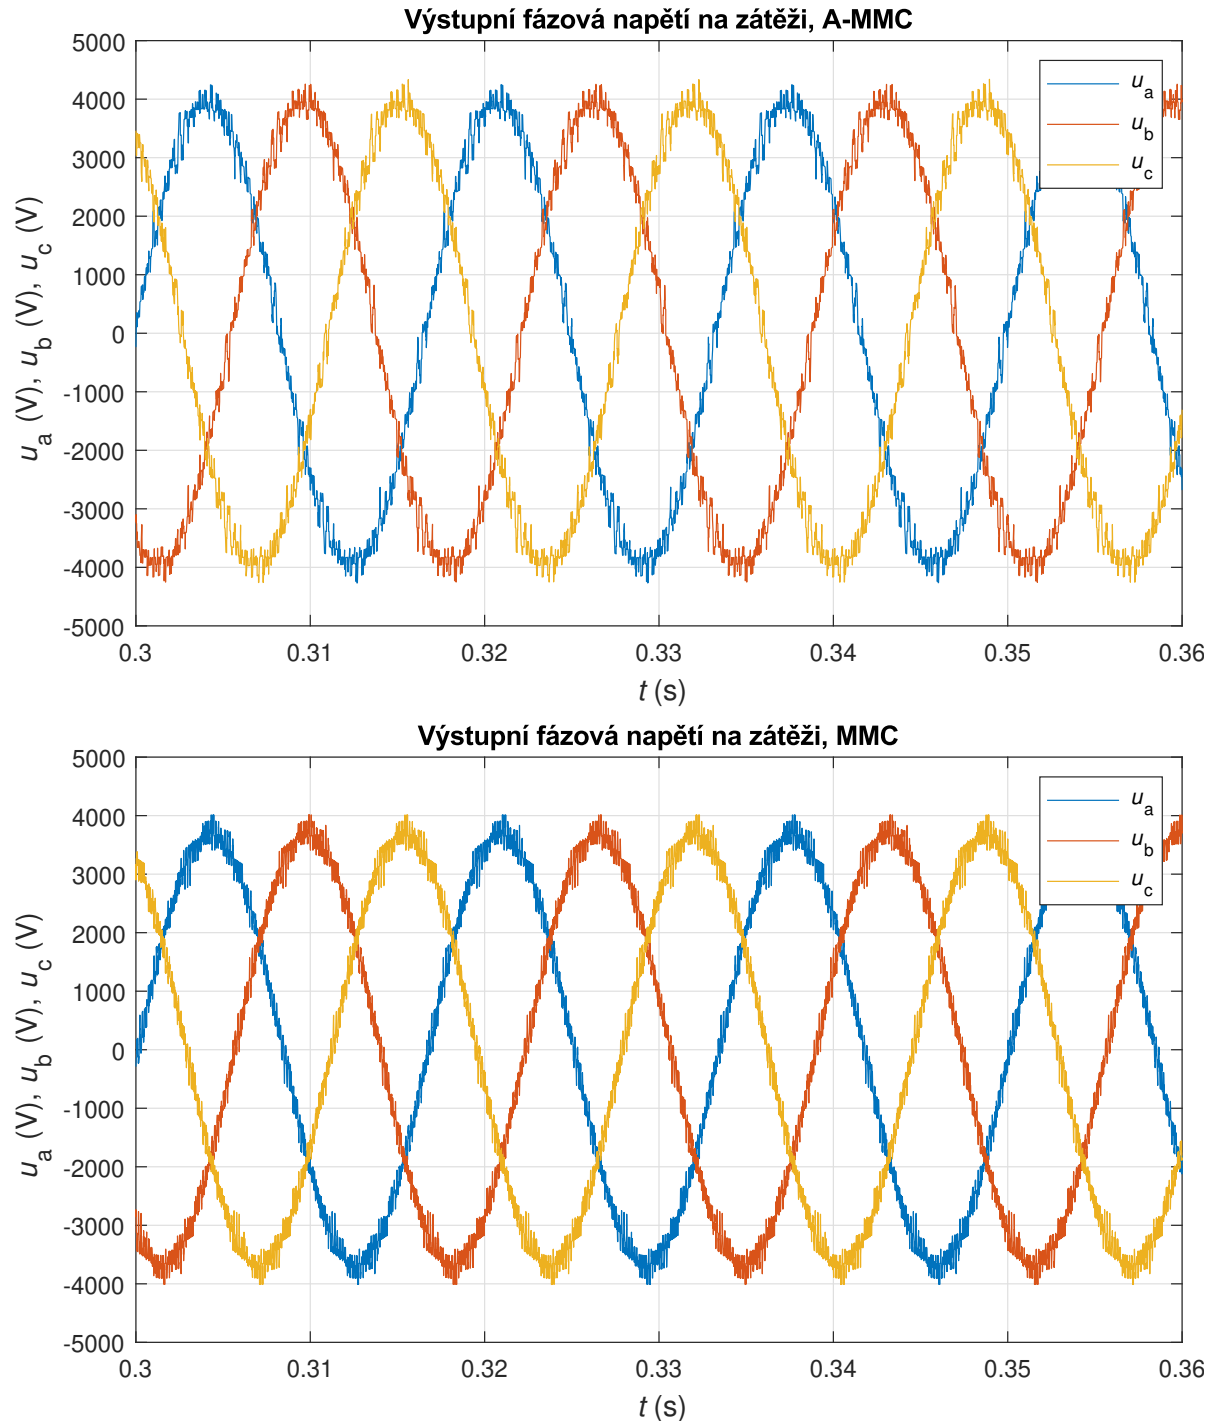 Výstupní fázová napětí na zátěži, A-MMC
5000
4000
3000
2000
1000
0
-1000
-2000
-3000
-4000
-5000
u_a (V), u_b (V), u_c (V)
u_a
u_b
u_c
0.3 0.31 0.32 0.33 0.34 0.35 0.36
t (s)
Výstupní fázová napětí na zátěži, MMC
5000
4000
3000
2000
1000
0
-1000
-2000
-3000
-4000
-5000
u_a (V), u_b (V), u_c (V)
u_a
u_b
u_c
0.3 0.31 0.32 0.33 0.34 0.35 0.36
t (s)